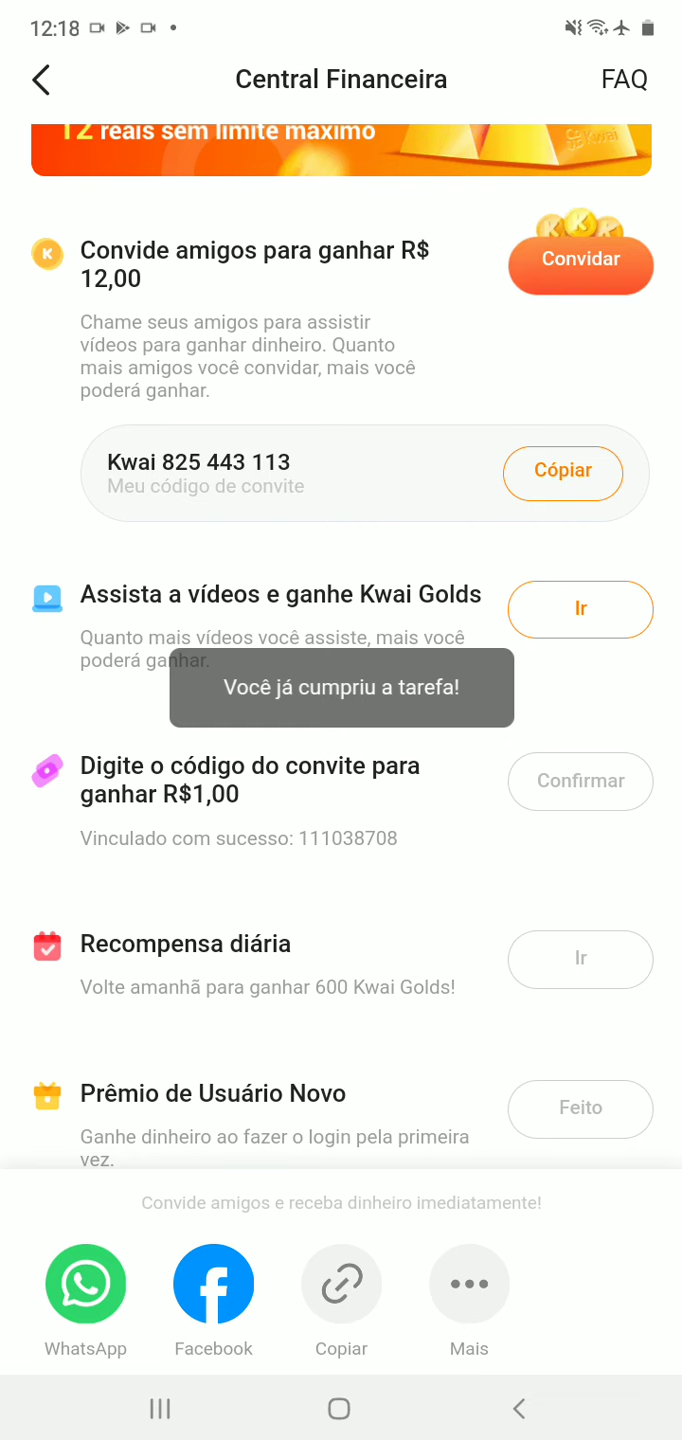 12:18
Central Financeira
FAQ
12 reais sem limite máximo
Kwai
Convide amigos para ganhar R$
12,00
Convidar
Chame seus amigos para assistir
vídeos para ganhar dinheiro. Quanto
mais amigos você convidar, mais você
poderá ganhar.
Kwai 825 443 113
Meu código de convite
Cópiar
Assista a vídeos e ganhe Kwai Golds
Ir
Quanto mais vídeos você assiste, mais você
poderá ganhar.
Você já cumpriu a tarefa!
Digite o código do convite para
ganhar R$1,00
Confirmar
Vinculado com sucesso: 111038708
Recompensa diária
Ir
Volte amanhã para ganhar 600 Kwai Golds!
Prêmio de Usuário Novo
Feito
Ganhe dinheiro ao fazer o login pela primeira
vez.
Convide amigos e receba dinheiro imediatamente!
WhatsApp
Facebook
Copiar
Mais